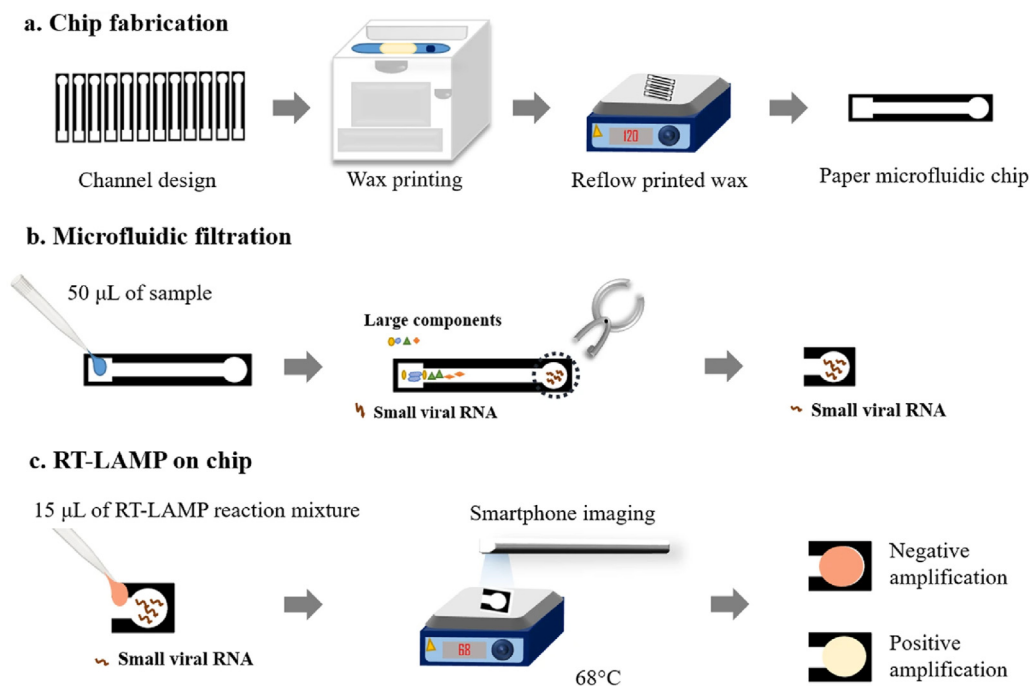 a. Chip fabrication
120
Channel design
Wax printing
Reflow printed wax
Paper microfluidic chip
b. Microfluidic filtration
50 μL of sample
Large components
Small viral RNA
Small viral RNA
c. RT-LAMP on chip
15 μL of RT-LAMP reaction mixture
Smartphone imaging
Negative
amplification
68
Small viral RNA
68°C
Positive
amplification